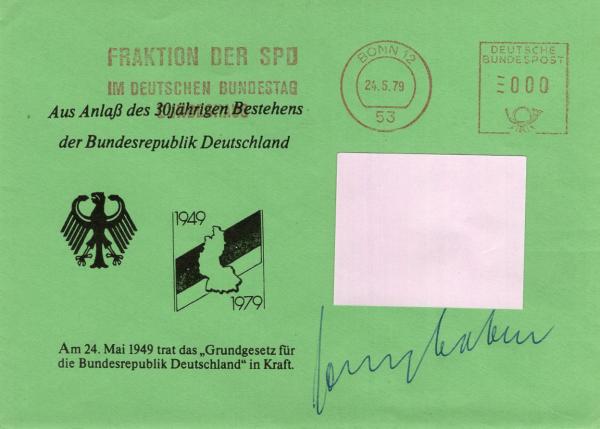 FRAKTION DER SPD
IM DEUTSCHEN BUNDESTAG
BONN 12
24.5.79
53
DEUTSCHE
BUNDESPOST
000
Aus Anlaß des 30jährigen Bestehens
der Bundesrepublik Deutschland
1949
1979
Am 24. Mai 1949 trat das „Grundgesetz für
die Bundesrepublik Deutschland“ in Kraft.